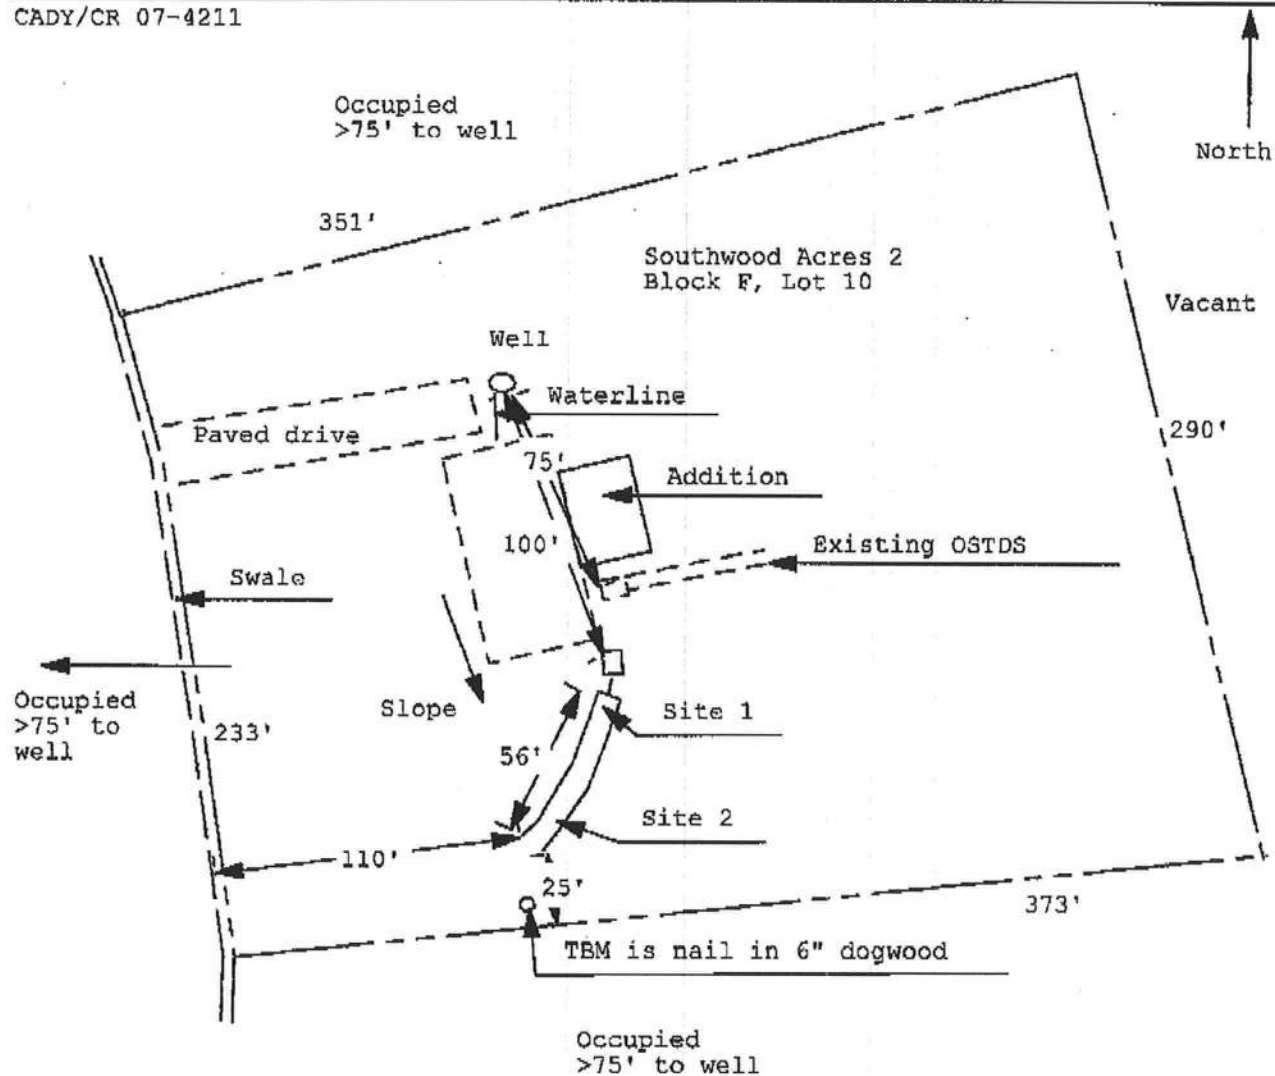 CADY/CR 07-4211
Occupied
>75' to well
North
351'
Southwood Acres 2
Block F, Lot 10
Vacant
Well
Waterline
Paved drive
290'
75'
Addition
100'
Existing OSTDS
Swale
Occupied
>75' to
well
Slope
Site 1
233'
56'
Site 2
110'
25'
373'
TBM is nail in 6" dogwood
Occupied
>75' to well